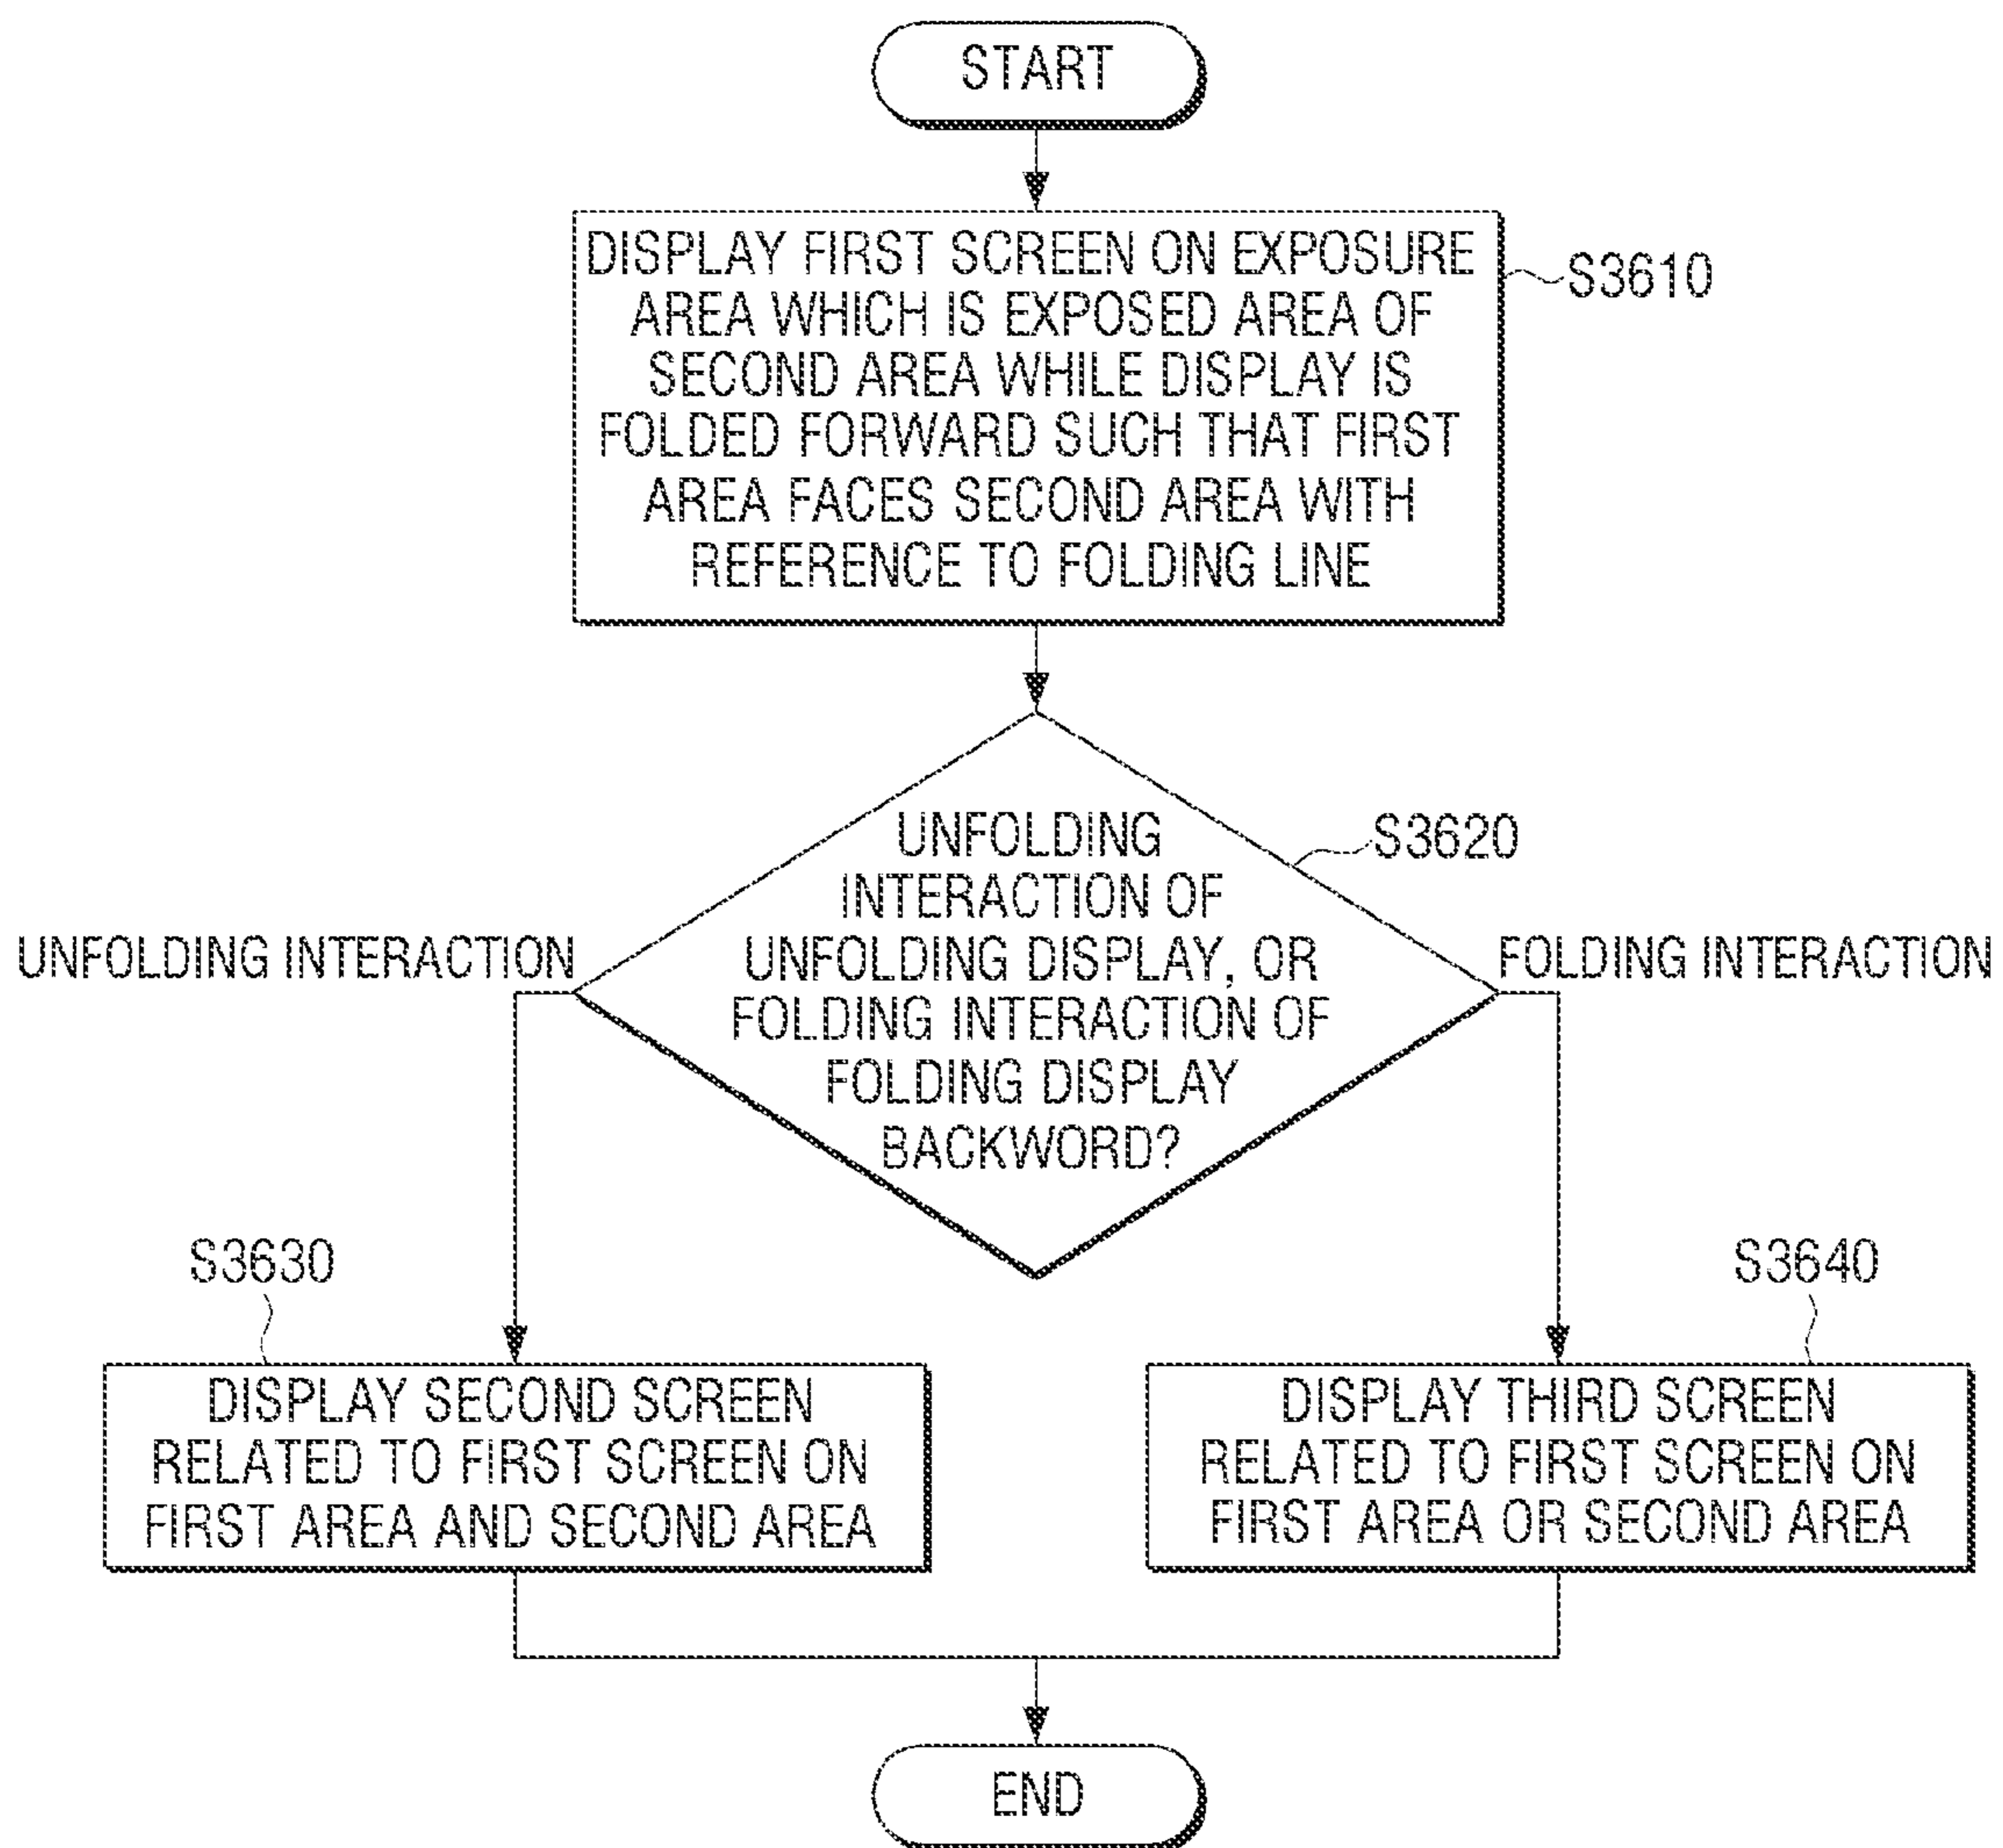 START
DISPLAY FIRST SCREEN ON EXPOSURE
AREA WHICH IS EXPOSED AREA OF
SECOND AREA WHILE DISPLAY IS
FOLDED FORWARD SUCH THAT FIRST
AREA FACES SECOND AREA WITH
REFERENCE TO FOLDING LINE
S3610
UNFOLDING
INTERACTION OF
UNFOLDING DISPLAY, OR
FOLDING INTERACTION OF
FOLDING DISPLAY
BACKWORD?
S3620
UNFOLDING INTERACTION
FOLDING INTERACTION
S3630
DISPLAY SECOND SCREEN
RELATED TO FIRST SCREEN ON
FIRST AREA AND SECOND AREA
S3640
DISPLAY THIRD SCREEN
RELATED TO FIRST SCREEN ON
FIRST AREA OR SECOND AREA
END